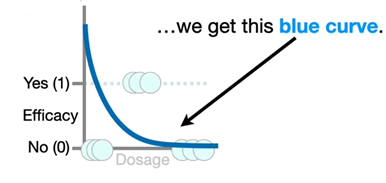 ...we get this blue curve.
Yes (1)
Efficacy
No (0)
Dosage